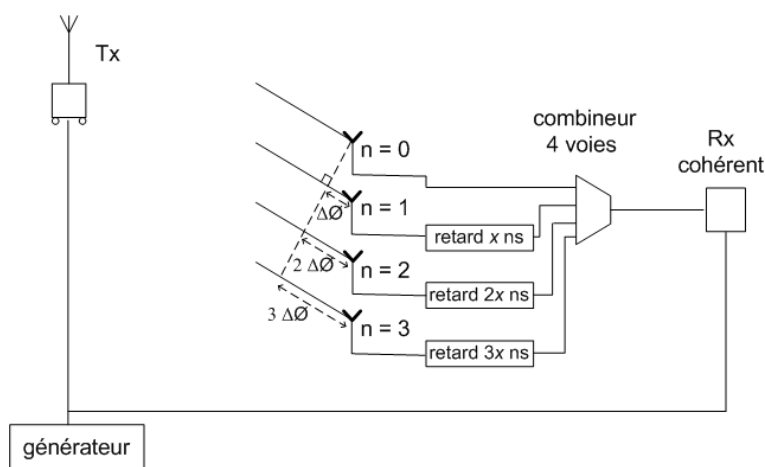 Tx
combineur
4 voies
Rx
cohérent
n = 0
ΔØ
n = 1
retard x ns
2 ΔØ
n = 2
retard 2x ns
3 ΔØ
n = 3
retard 3x ns
générateur